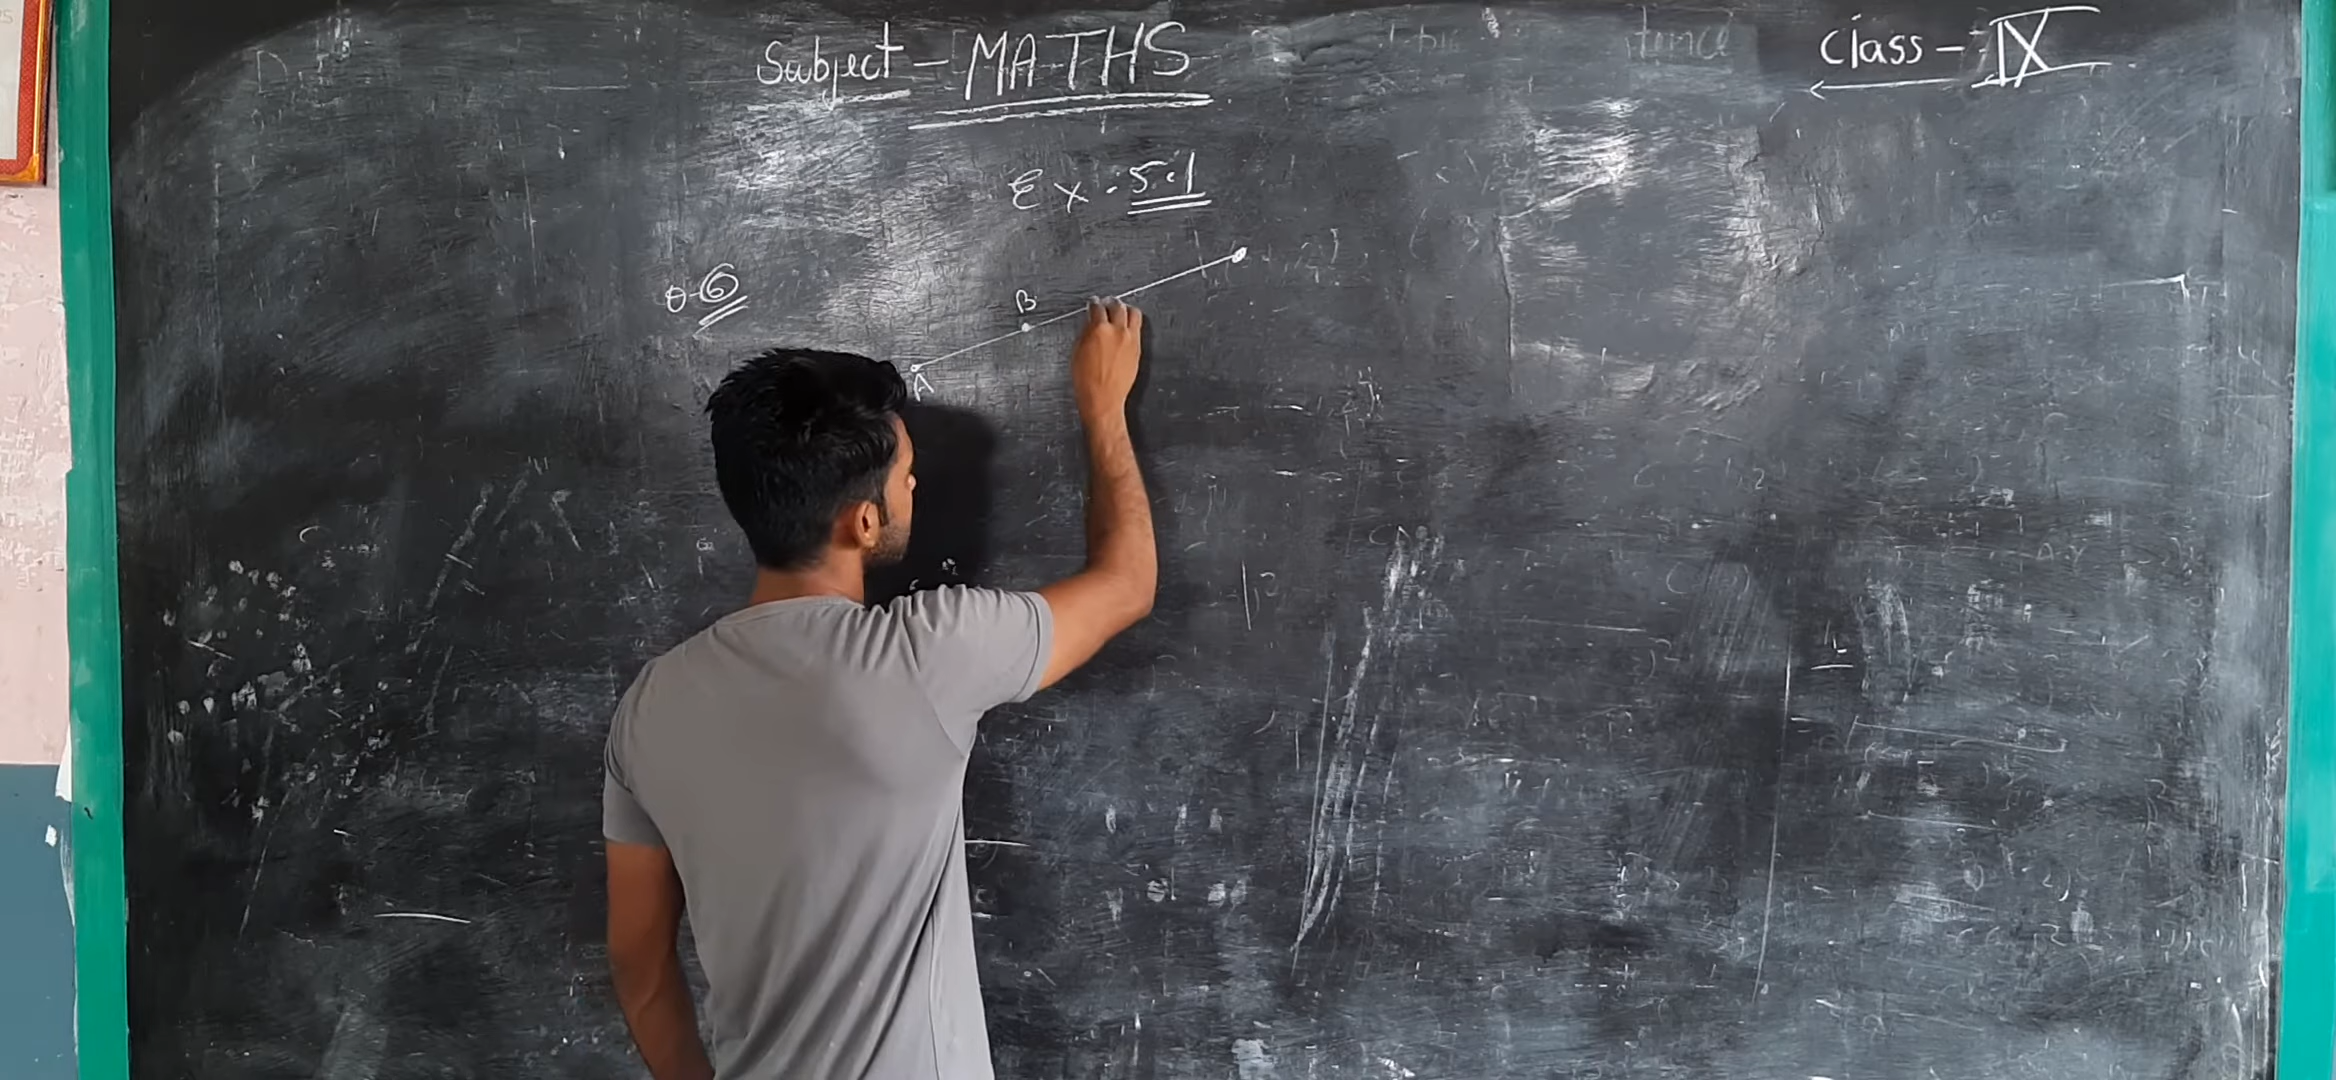 Subject - MATHS
Class - IX
Ex. 5.1
Q-6
B
A